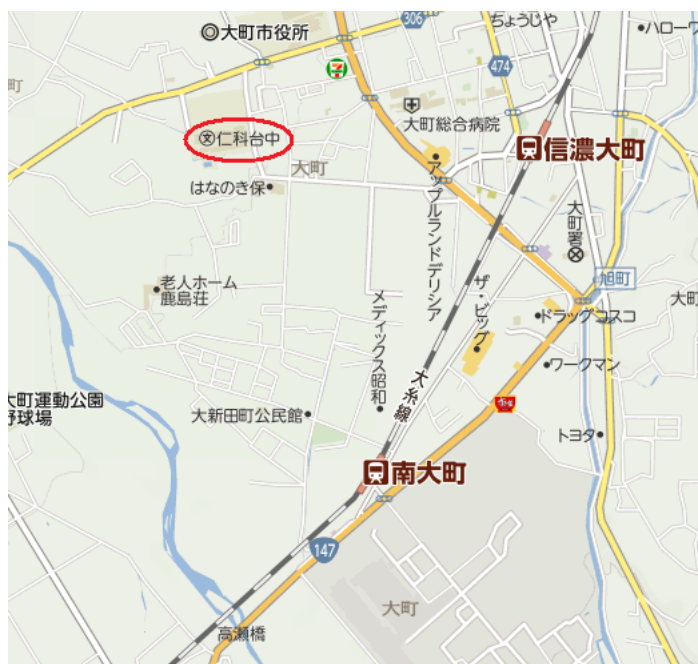 306
ちょうじや
ハローワ
大町市役所
474
町
7
大町総合病院
文
仁科台中
信濃大町
大町
アップルランドデリシア
はなのき保
大町署
旭町
大町
老人ホーム
鹿島荘
メディックス昭和
ザ・ビッグ
ドラッグコスコ
大糸線
ワークマン
大町運動公園
野球場
大新田町公民館
トヨタ
南大町
147
大町
高瀬橋